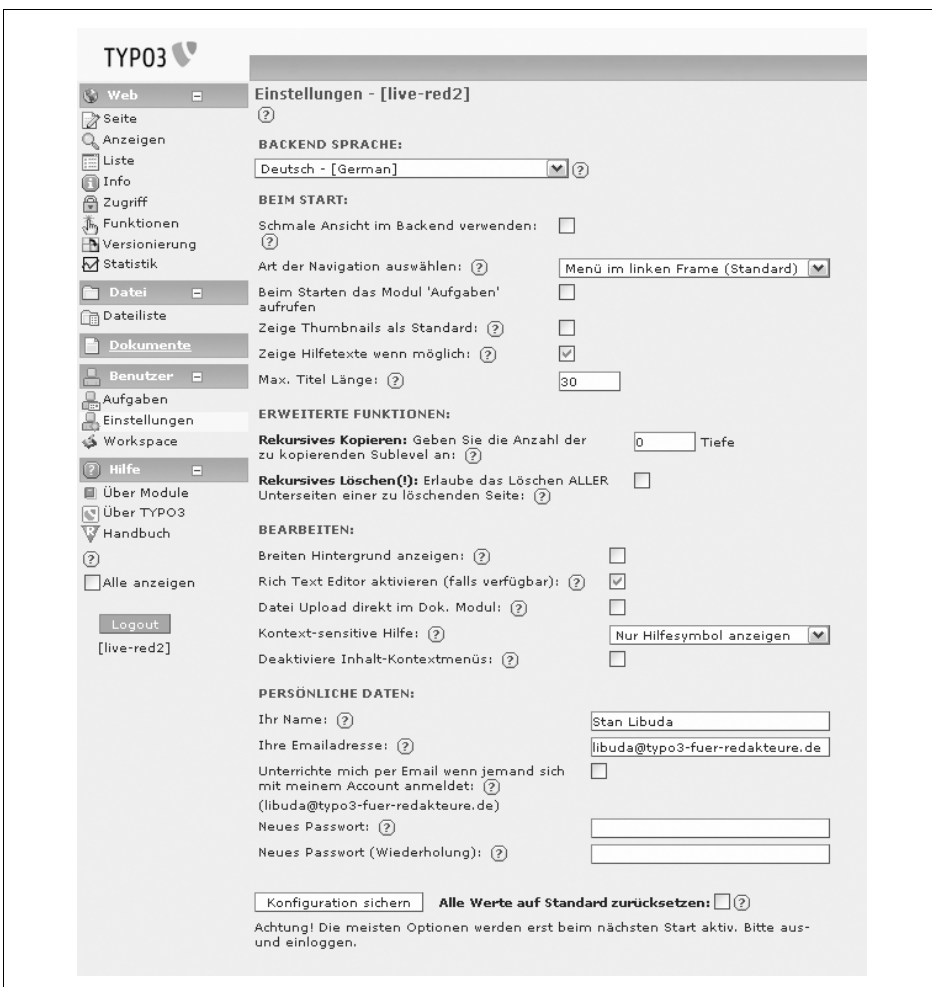 TYPO3
Web
Seite
Anzeigen
Liste
Info
Zugriff
Funktionen
Versionierung
Statistik
Datei
Dateiliste
Dokumente
Benutzer
Aufgaben
Einstellungen
Workspace
Hilfe
Über Module
Über TYPO3
Handbuch
Alle anzeigen
Logout
[live-red2]
Einstellungen - [live-red2]
BACKEND SPRACHE:
Deutsch - [German]
BEIM START:
Schmale Ansicht im Backend verwenden:
Art der Navigation auswählen: Menü im linken Frame (Standard)
Beim Starten das Modul 'Aufgaben'
aufrufen
Zeige Thumbnails als Standard:
Zeige Hilfetexte wenn möglich:
Max. Titel Länge: 30
ERWEITERTE FUNKTIONEN:
Rekursives Kopieren: Geben Sie die Anzahl der 0 Tiefe
zu kopierenden Sublevel an:
Rekursives Löschen(!): Erlaube das Löschen ALLER
Unterseiten einer zu löschenden Seite:
BEARBEITEN:
Breiten Hintergrund anzeigen:
Rich Text Editor aktivieren (falls verfügbar):
Datei Upload direkt im Dok. Modul:
Kontext-sensitive Hilfe: Nur Hilfesymbol anzeigen
Deaktiviere Inhalt-Kontextmenüs:
PERSÖNLICHE DATEN:
Ihr Name: Stan Libuda
Ihre Emailadresse: libuda@typo3-fuer-redakteure.de
Unterrichte mich per Email wenn jemand sich
mit meinem Account anmeldet:
(libuda@typo3-fuer-redakteure.de)
Neues Passwort:
Neues Passwort (Wiederholung):
Konfiguration sichern Alle Werte auf Standard zurücksetzen:
Achtung! Die meisten Optionen werden erst beim nächsten Start aktiv. Bitte aus-
und einloggen.